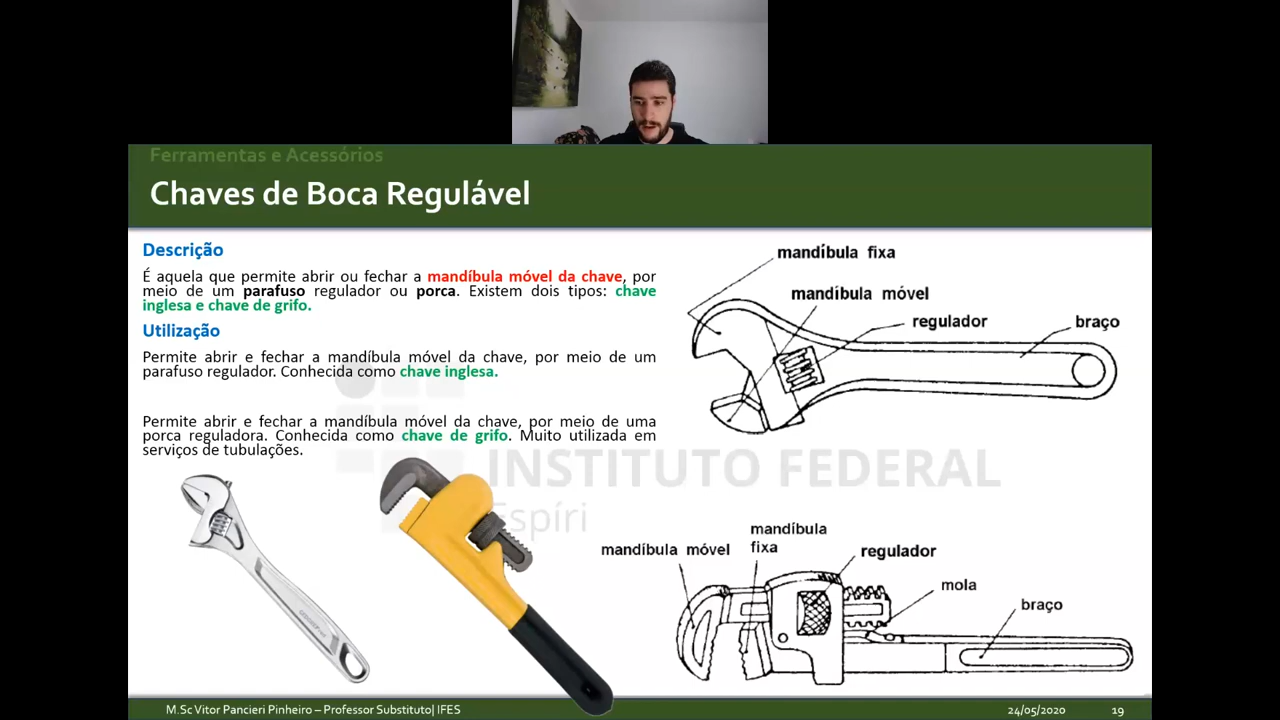 Ferramentas e Acessórios
Chaves de Boca Regulável
Descrição
É aquela que permite abrir ou fechar a mandíbula móvel da chave, por
meio de um parafuso regulador ou porca. Existem dois tipos: chave
inglesa e chave de grifo.
Utilização
Permite abrir e fechar a mandíbula móvel da chave, por meio de um
parafuso regulador. Conhecida como chave inglesa.
Permite abrir e fechar a mandíbula móvel da chave, por meio de uma
porca reguladora. Conhecida como chave de grifo. Muito utilizada em
serviços de tubulações.
mandíbula fixa
mandíbula móvel
regulador
braço
INSTITUTO FEDERAL
Espíri
mandíbula móvel
mandíbula
fixa
regulador
mola
braço
M.Sc Vitor Pancieri Pinheiro – Professor Substituto| IFES
24/05/2020
19